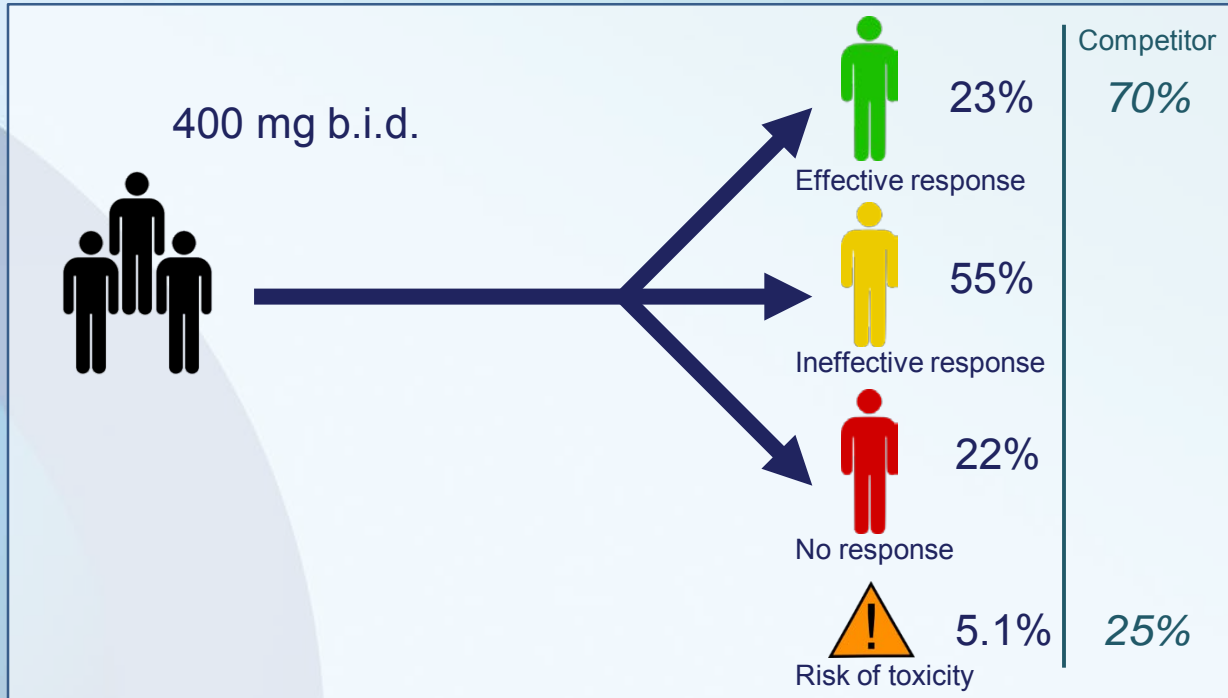 Competitor
400 mg b.i.d.
23%
70%
Effective response
55%
Ineffective response
22%
No response
!
5.1%
25%
Risk of toxicity